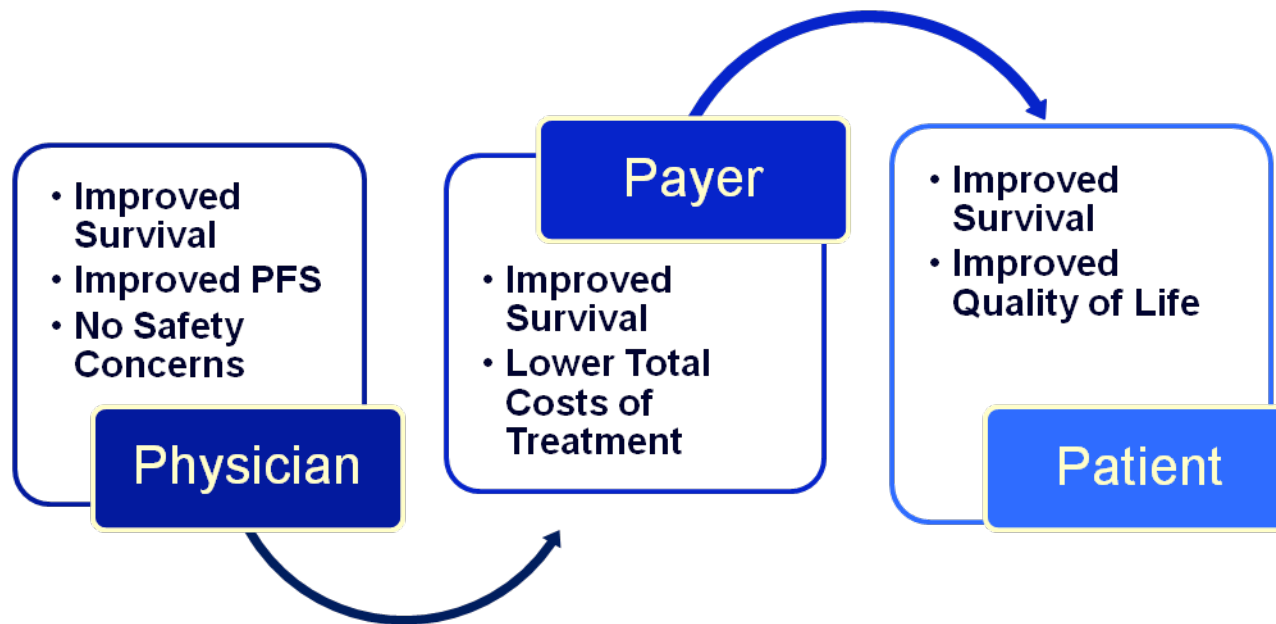 • Improved
Survival
• Improved PFS
• No Safety
Concerns
Physician
Payer
• Improved
Survival
• Lower Total
Costs of
Treatment
• Improved
Survival
• Improved
Quality of Life
Patient